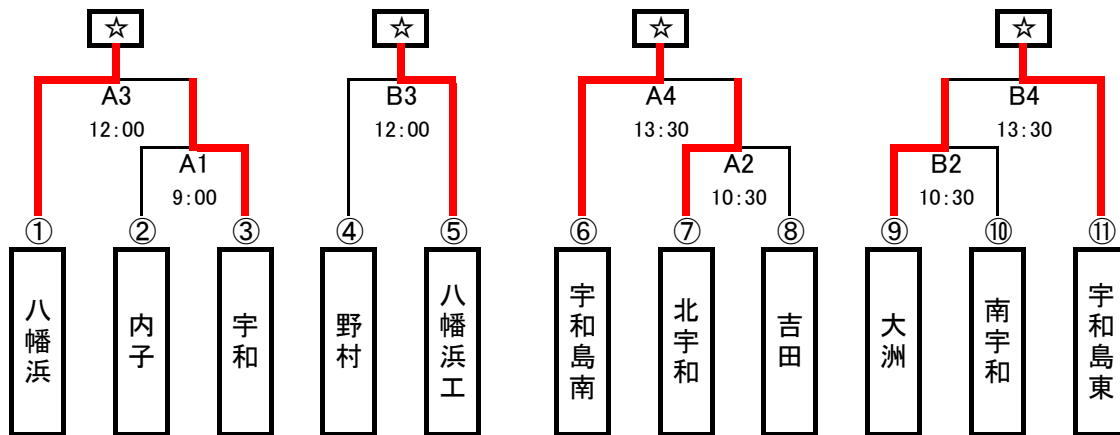 ☆ ☆ ☆ ☆
A3 B3 A4 B4
12:00 12:00 13:30 13:30
A1 A2 B2
9:00 10:30 10:30
① ② ③ ④ ⑤ ⑥ ⑦ ⑧ ⑨ ⑩ ⑪
八幡浜
内子
宇和
野村
八幡浜工
宇和島南
北宇和
吉田
大洲
南宇和
宇和島東